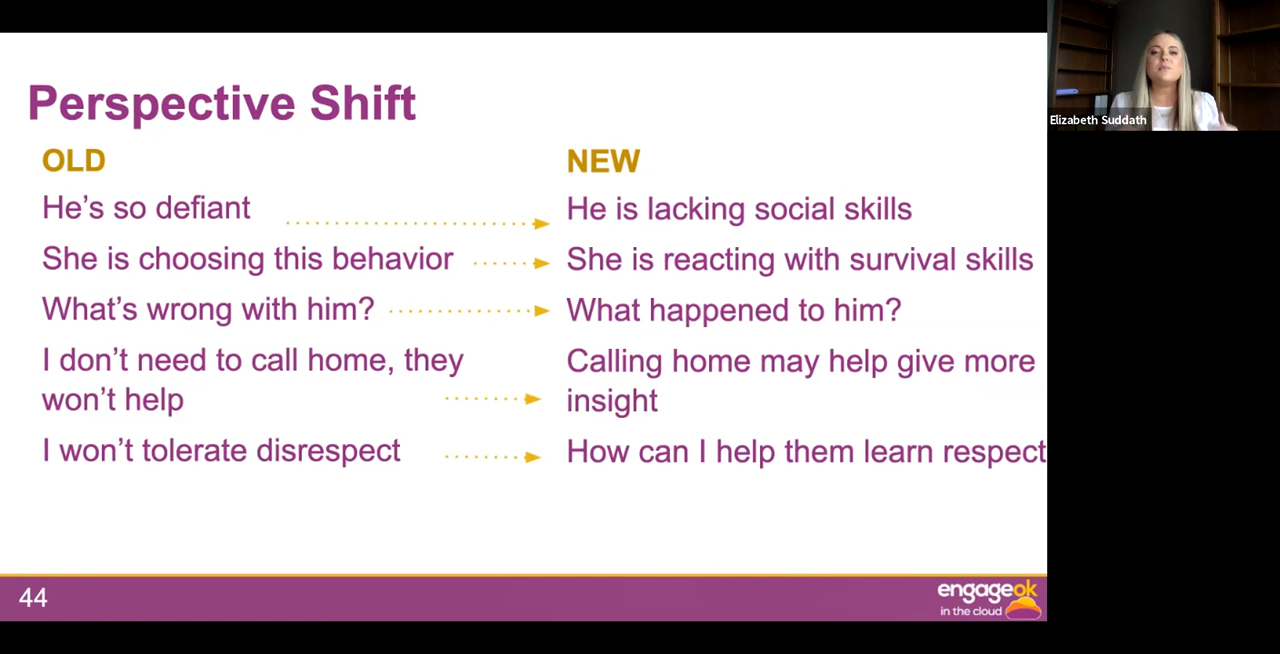 Perspective Shift
OLD
NEW
He’s so defiant
He is lacking social skills
She is choosing this behavior
She is reacting with survival skills
What’s wrong with him?
What happened to him?
I don’t need to call home, they
won’t help
Calling home may help give more
insight
I won’t tolerate disrespect
How can I help them learn respect
44
engageok
in the cloud
Elizabeth Suddath